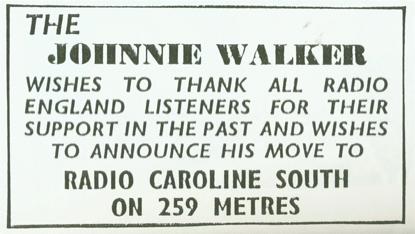 THE
JOHNNIE WALKER
WISHES TO THANK ALL RADIO
ENGLAND LISTENERS FOR THEIR
SUPPORT IN THE PAST AND WISHES
TO ANNOUNCE HIS MOVE TO
RADIO CAROLINE SOUTH
ON 259 METRES